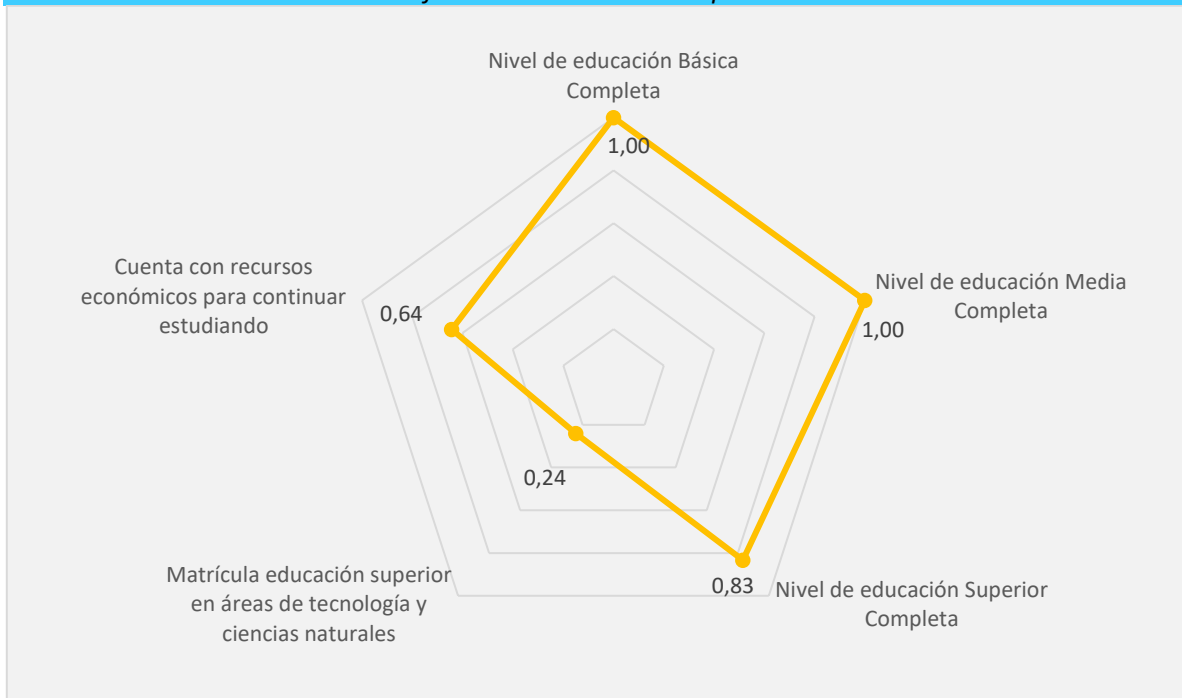 Nivel de educación Básica
Completa
1,00
Nivel de educación Media
Completa
1,00
Cuenta con recursos
económicos para continuar
estudiando
0,64
0,24
Matrícula educación superior
en áreas de tecnología y
ciencias naturales
0,83
Nivel de educación Superior
Completa